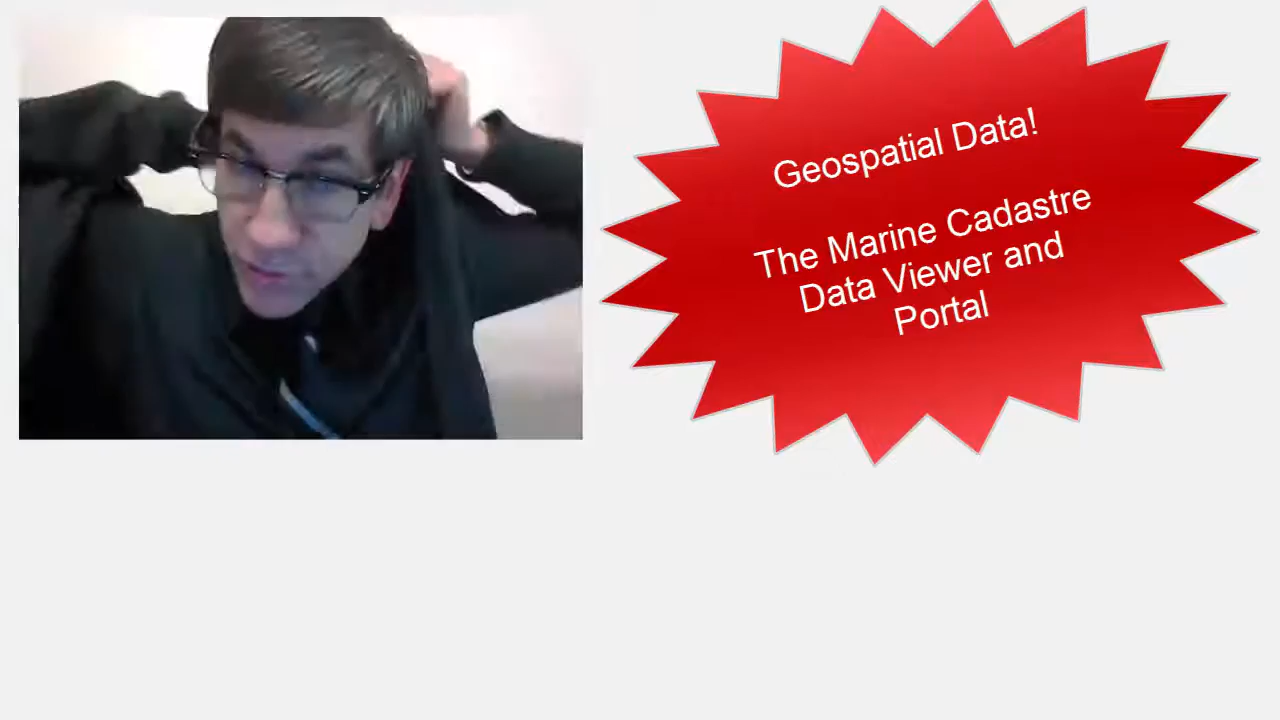 Geospatial Data!
The Marine Cadastre
Data Viewer and
Portal